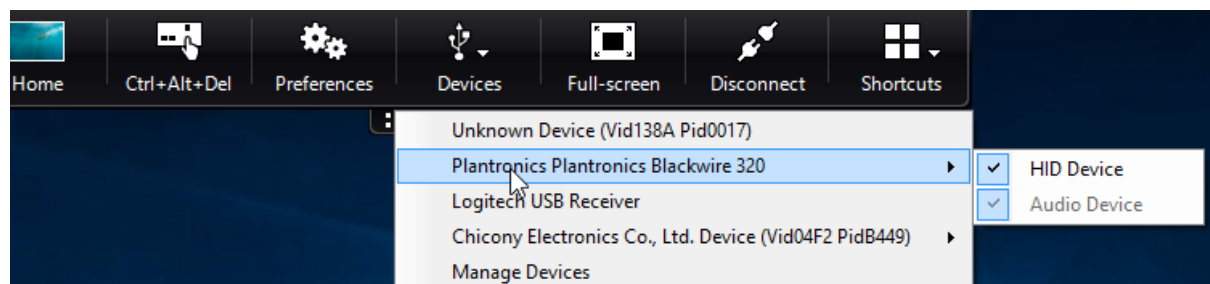 Home
Ctrl+Alt+Del
Preferences
Devices
Full-screen
Disconnect
Shortcuts
Unknown Device (Vid138A Pid0017)
Plantronics Plantronics Blackwire 320
HID Device
Audio Device
Logitech USB Receiver
Chicony Electronics Co., Ltd. Device (Vid04F2 PidB449)
Manage Devices